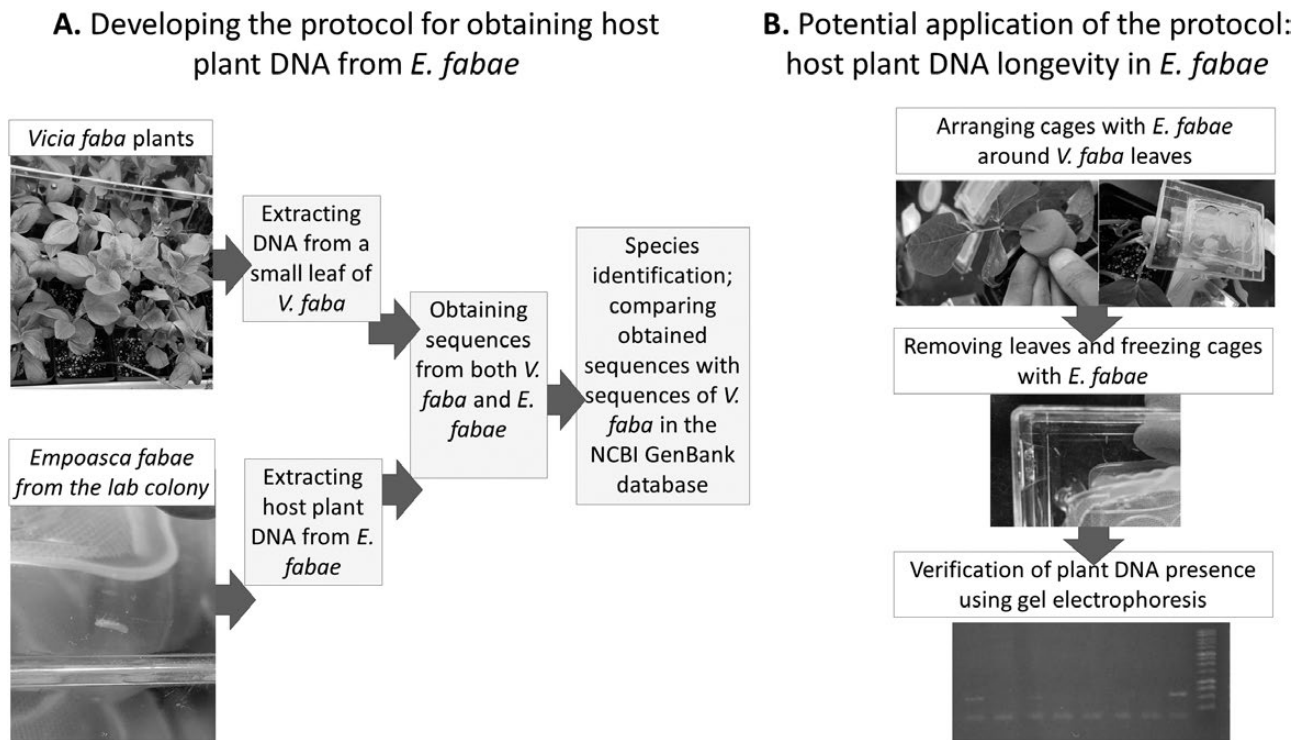 A. Developing the protocol for obtaining host
plant DNA from E. fabae
Vicia faba plants
Extracting
DNA from a
small leaf of
V. faba
Empoasca fabae
from the lab colony
Extracting
host plant
DNA from E.
fabae
Obtaining
sequences
from both V.
faba and E.
fabae
Species
identification;
comparing
obtained
sequences with
sequences of V.
faba in the
NCBI GenBank
database
B. Potential application of the protocol:
host plant DNA longevity in E. fabae
Arranging cages with E. fabae
around V. faba leaves
Removing leaves and freezing cages
with E. fabae
Verification of plant DNA presence
using gel electrophoresis